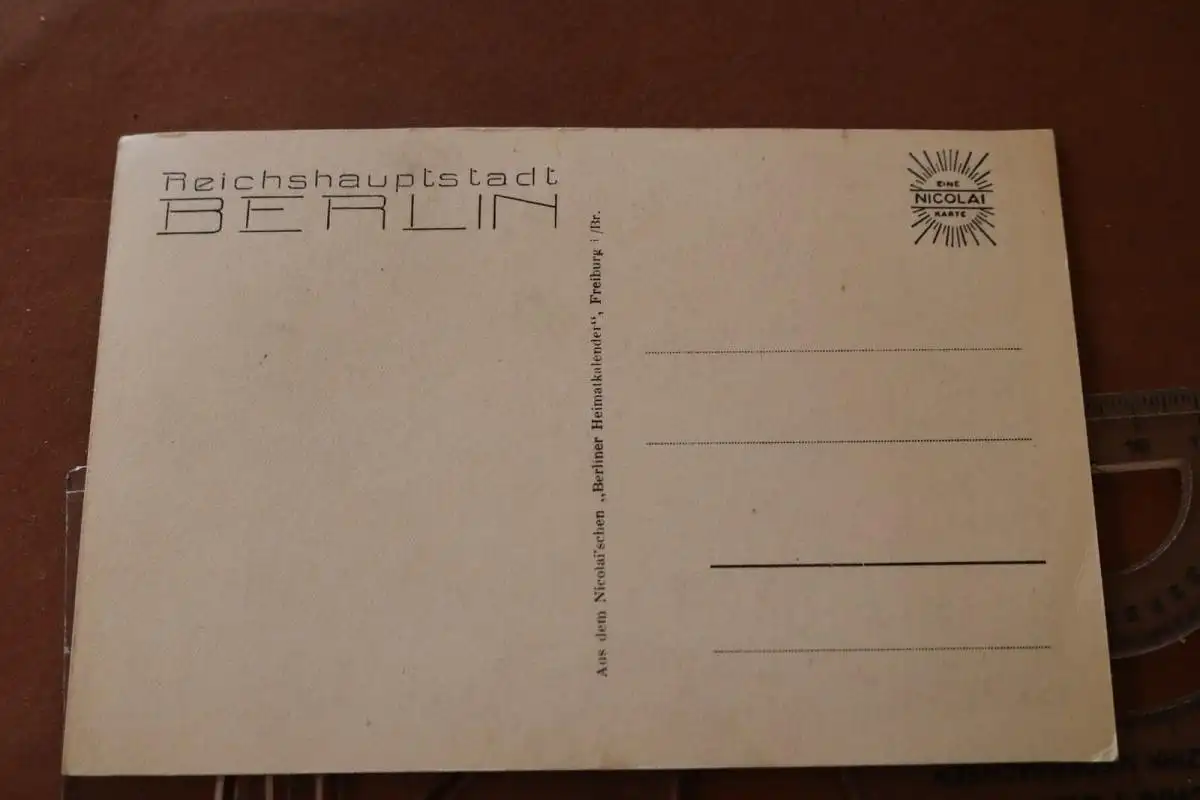 Reichshauptstadt
BERLIN
EINE
NICOLAI
KARTE
Aus dem Nicolai'schen „Berliner Heimatkalender“, Freiburg i/Br.